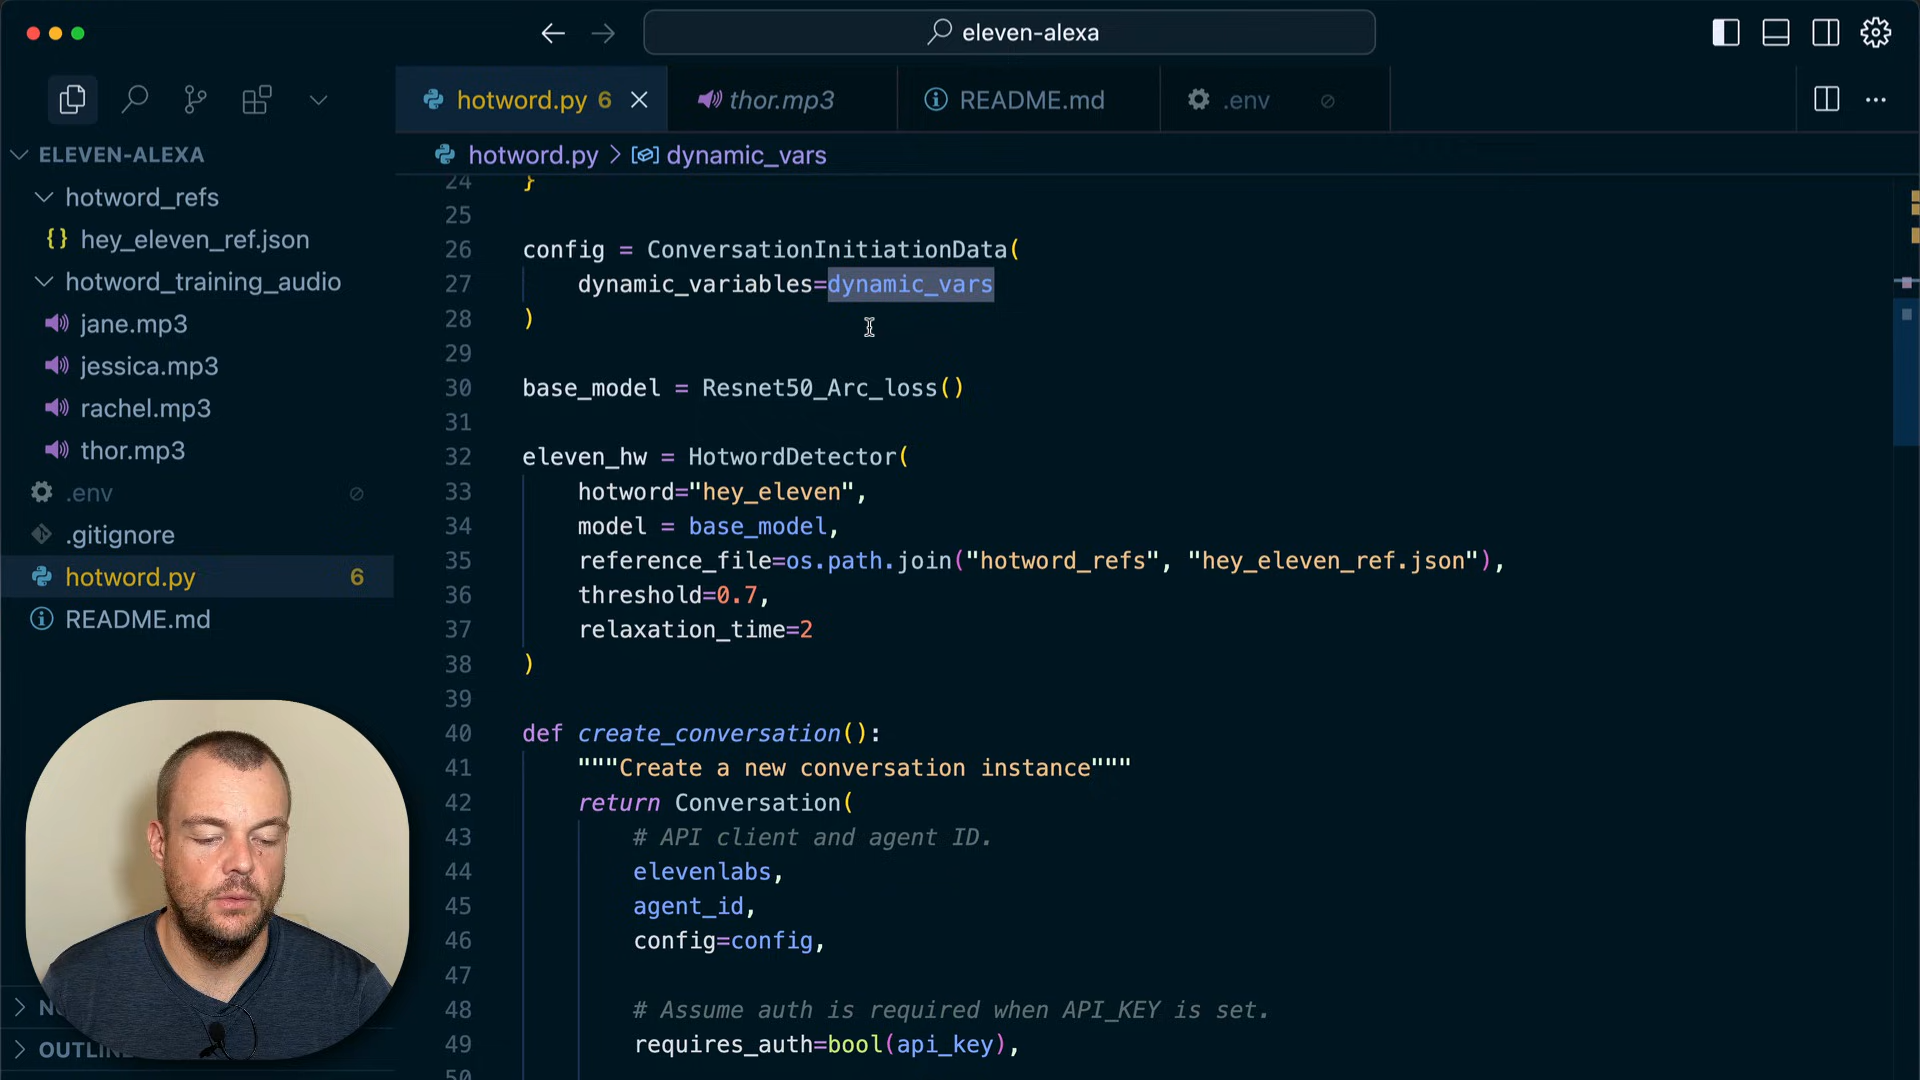 eleven-alexa
hotword.py 6
thor.mp3
README.md
.env
ELEVEN-ALEXA
hotword_refs
hey_eleven_ref.json
hotword_training_audio
jane.mp3
jessica.mp3
rachel.mp3
thor.mp3
.env
.gitignore
hotword.py 6
README.md
OUTLIN
hotword.py > dynamic_vars
24 }
25
26 config = ConversationInitiationData(
27 dynamic_variables=dynamic_vars
28 )
29
30 base_model = Resnet50_Arc_loss()
31
32 eleven_hw = HotwordDetector(
33 hotword="hey_eleven",
34 model = base_model,
35 reference_file=os.path.join("hotword_refs", "hey_eleven_ref.json"),
36 threshold=0.7,
37 relaxation_time=2
38 )
39
40 def create_conversation():
41 """Create a new conversation instance"""
42 return Conversation(
43 # API client and agent ID.
44 elevenlabs,
45 agent_id,
46 config=config,
47
48 # Assume auth is required when API_KEY is set.
49 requires_auth=bool(api_key),
50